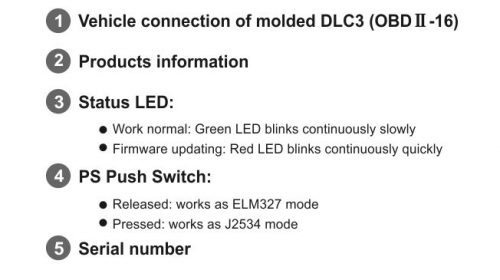 1 Vehicle connection of molded DLC3 (OBDⅡ-16)
2 Products information
3 Status LED:
● Work normal: Green LED blinks continuously slowly
● Firmware updating: Red LED blinks continuously quickly
4 PS Push Switch:
● Released: works as ELM327 mode
● Pressed: works as J2534 mode
5 Serial number